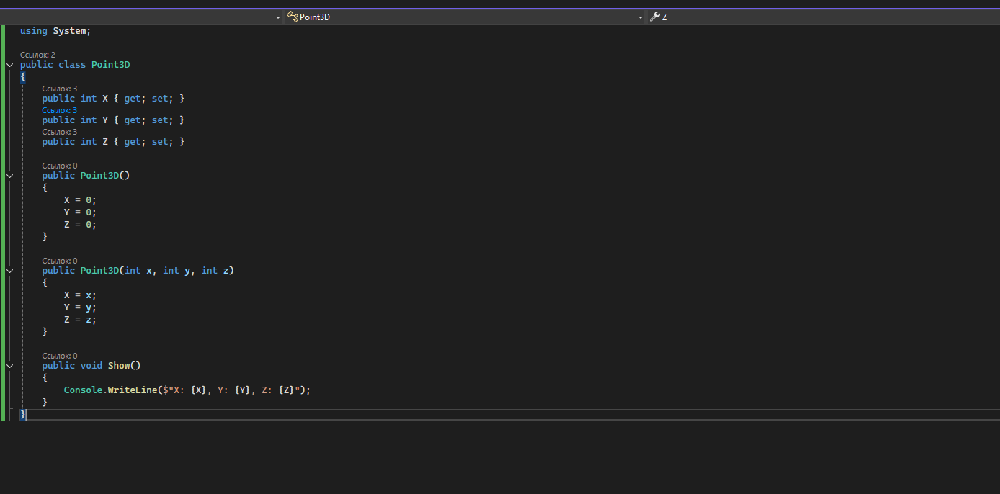 Point3D Z
using System;
Ссылок: 2
public class Point3D
{
Ссылок: 3
public int X { get; set; }
Ссылок: 3
public int Y { get; set; }
Ссылок: 3
public int Z { get; set; }
Ссылок: 0
public Point3D()
{
X = 0;
Y = 0;
Z = 0;
}
Ссылок: 0
public Point3D(int x, int y, int z)
{
X = x;
Y = y;
Z = z;
}
Ссылок: 0
public void Show()
{
Console.WriteLine($"X: {X}, Y: {Y}, Z: {Z}");
}
}